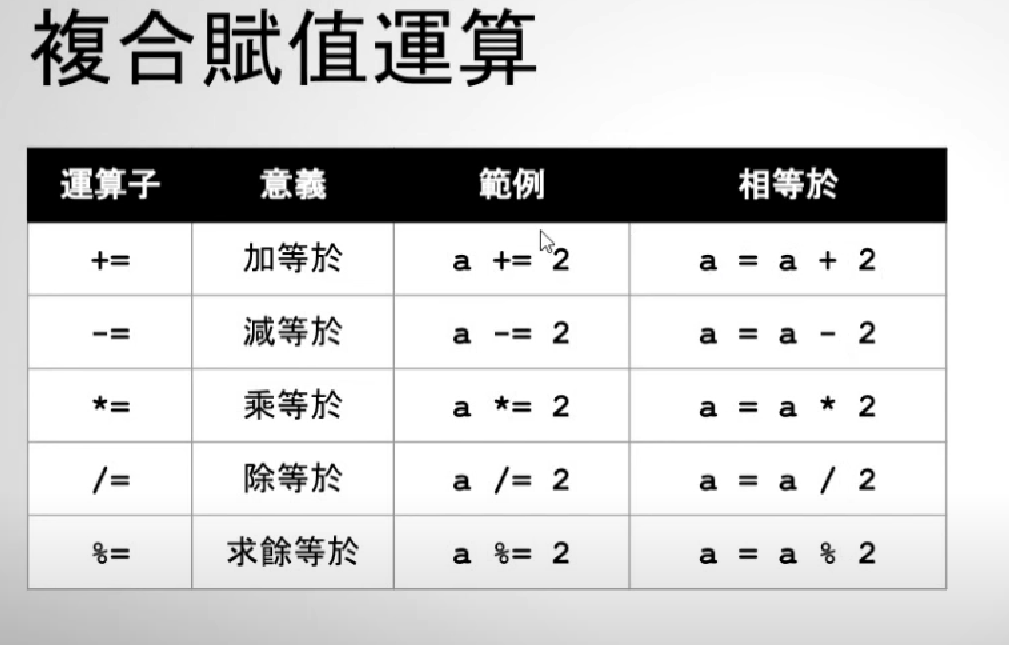 複合賦值運算
運算子 意義 範例 相等於
+= 加等於 a += 2 a = a + 2
-= 減等於 a -= 2 a = a - 2
*= 乘等於 a *= 2 a = a * 2
/= 除等於 a /= 2 a = a / 2
%= 求餘等於 a %= 2 a = a % 2